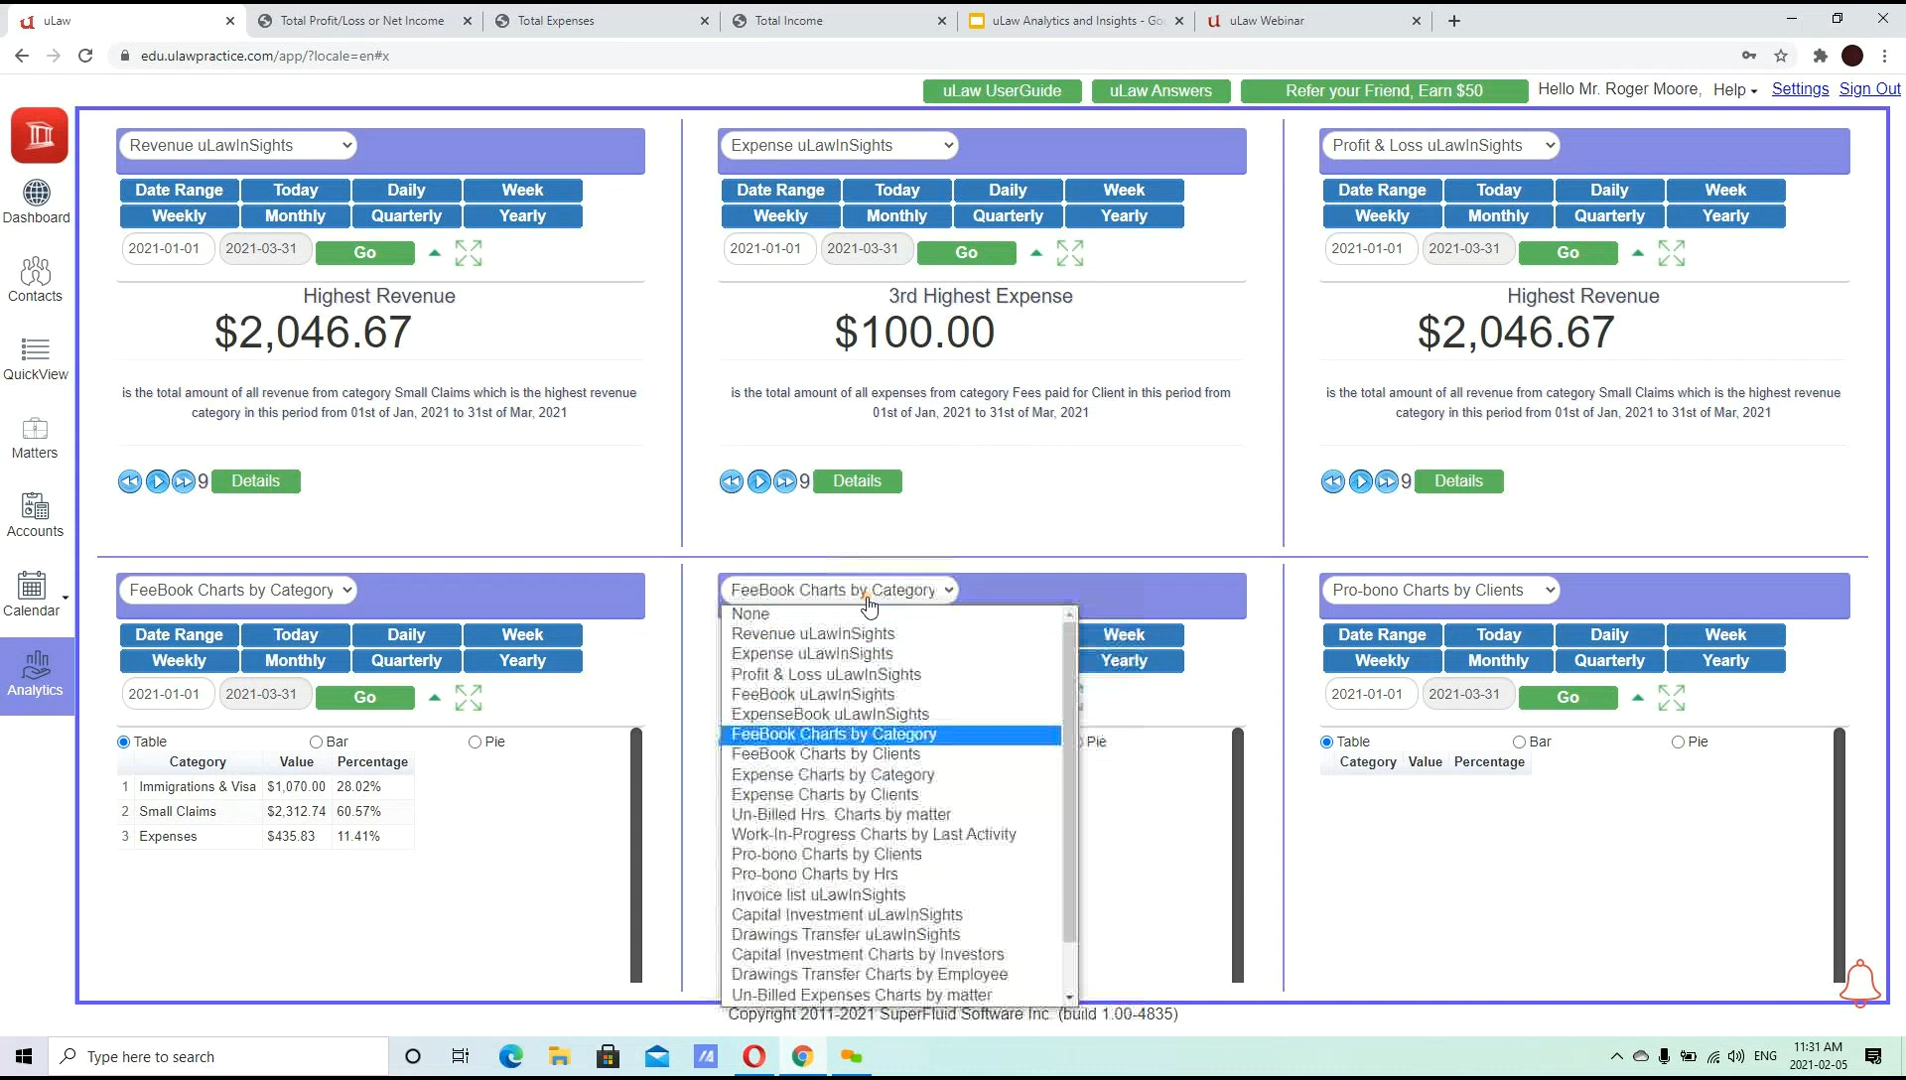 uLaw
Total Profit/Loss or Net Income
Total Expenses
Total Income
uLaw Analytics and Insights - Goo
uLaw Webinar
edu.ulawpractice.com/app/?locale=en#x
uLaw UserGuide
uLaw Answers
Refer your Friend, Earn $50
Hello Mr. Roger Moore, Help Settings Sign Out
Dashboard
Contacts
QuickView
Matters
Accounts
Calendar
Analytics
Revenue uLawInSights
Date Range Today Daily Week
Weekly Monthly Quarterly Yearly
2021-01-01 2021-03-31 Go
Highest Revenue
$2,046.67
is the total amount of all revenue from category Small Claims which is the highest revenue
category in this period from 01st of Jan, 2021 to 31st of Mar, 2021
9 Details
Expense uLawInSights
Date Range Today Daily Week
Weekly Monthly Quarterly Yearly
2021-01-01 2021-03-31 Go
3rd Highest Expense
$100.00
is the total amount of all expenses from category Fees paid for Client in this period from
01st of Jan, 2021 to 31st of Mar, 2021
9 Details
Profit & Loss uLawInSights
Date Range Today Daily Week
Weekly Monthly Quarterly Yearly
2021-01-01 2021-03-31 Go
Highest Revenue
$2,046.67
is the total amount of all revenue from category Small Claims which is the highest revenue
category in this period from 01st of Jan, 2021 to 31st of Mar, 2021
9 Details
FeeBook Charts by Category
Date Range Today Daily Week
Weekly Monthly Quarterly Yearly
2021-01-01 2021-03-31 Go
Table Bar Pie
Category Value Percentage
1 Immigrations & Visa $1,070.00 28.02%
2 Small Claims $2,312.74 60.57%
3 Expenses $435.83 11.41%
FeeBook Charts by Category
Week
Yearly
Pie
None
Revenue uLawInSights
Expense uLawInSights
Profit & Loss uLawInSights
FeeBook uLawInSights
ExpenseBook uLawInSights
FeeBook Charts by Category
FeeBook Charts by Clients
Expense Charts by Category
Expense Charts by Clients
Un-Billed Hrs. Charts by matter
Work-In-Progress Charts by Last Activity
Pro-bono Charts by Clients
Pro-bono Charts by Hrs
Invoice list uLawInSights
Capital Investment uLawInSights
Drawings Transfer uLawInSights
Capital Investment Charts by Investors
Drawings Transfer Charts by Employee
Un-Billed Expenses Charts by matter
Pro-bono Charts by Clients
Date Range Today Daily Week
Weekly Monthly Quarterly Yearly
2021-01-01 2021-03-31 Go
Table Bar Pie
Category Value Percentage
Copyright 2011-2021 SuperFluid Software Inc. (build 1.00-4835)
Type here to search
ENG
11:31 AM
2021-02-05